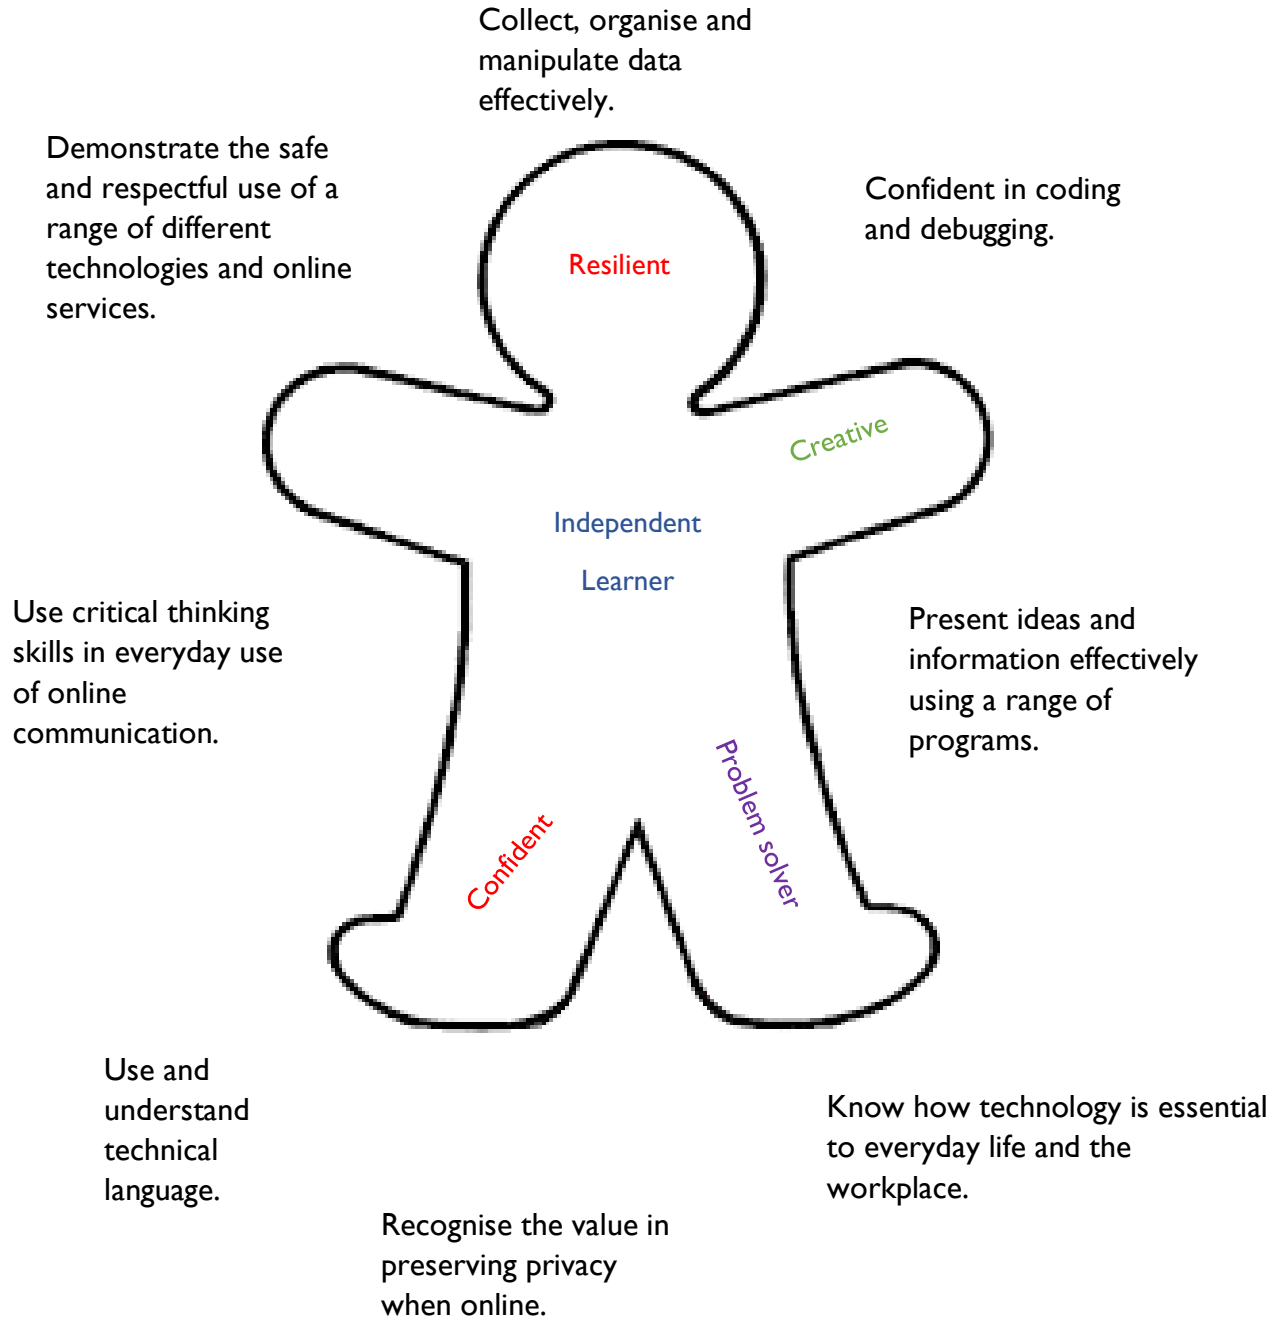 Collect, organise and
manipulate data
effectively.
Demonstrate the safe
and respectful use of a
range of different
technologies and online
services.
Confident in coding
and debugging.
Resilient
Creative
Independent
Learner
Use critical thinking
skills in everyday use
of online
communication.
Present ideas and
information effectively
using a range of
programs.
Confident
Problem solver
Use and
understand
technical
language.
Know how technology is essential
to everyday life and the
workplace.
Recognise the value in
preserving privacy
when online.